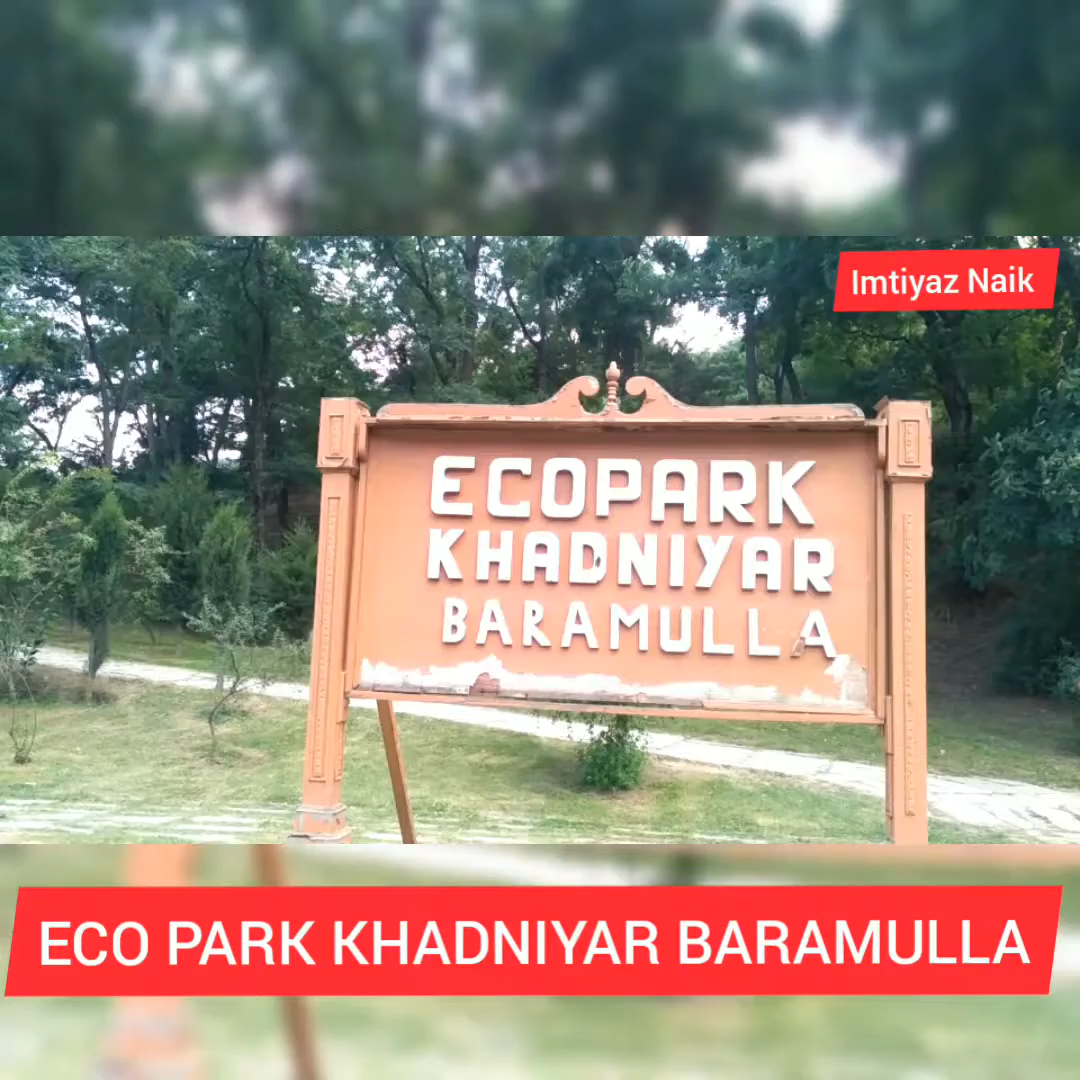 Imtiyaz Naik
ECOPARK
KHADNIYAR
BARAMULLA
ECO PARK KHADNIYAR BARAMULLA